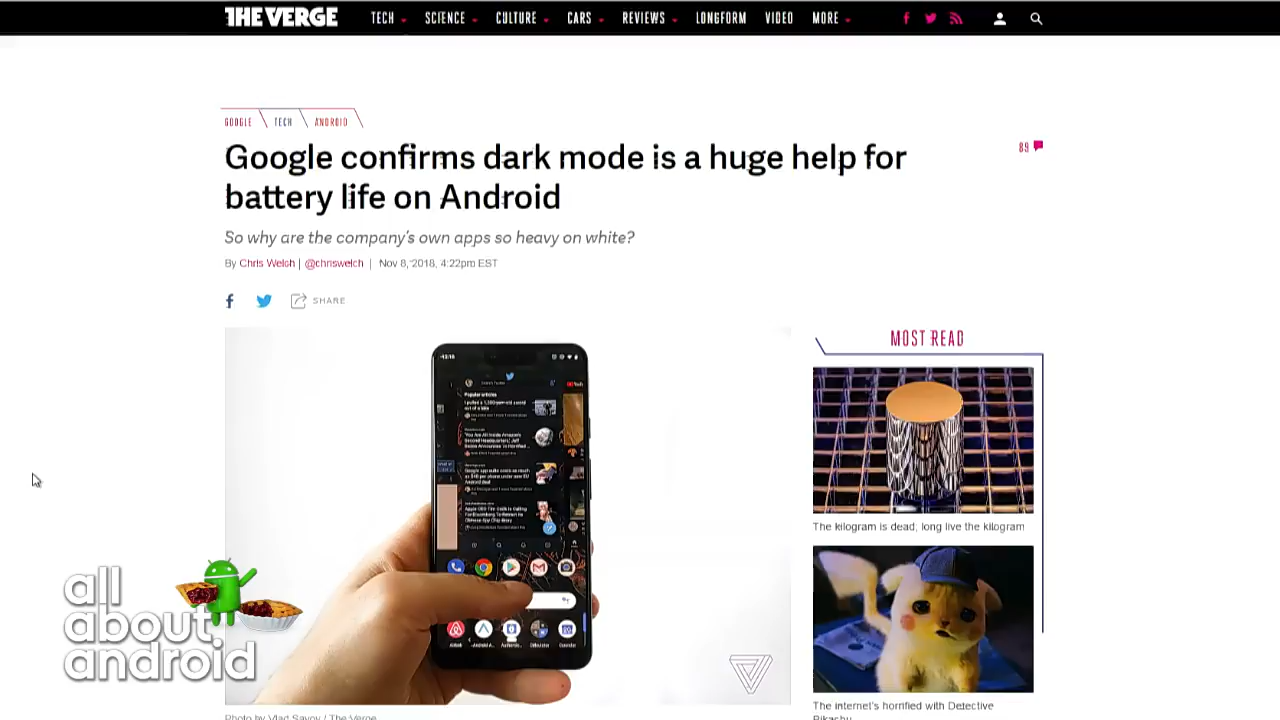 THE VERGE
TECH SCIENCE CULTURE CARS REVIEWS LONGFORM VIDEO MORE
GOOGLE TECH ANDROID
89
Google confirms dark mode is a huge help for
battery life on Android
So why are the company's own apps so heavy on white?
By Chris Welch | @chriswelch | Nov 8, 2018, 4:22pm EST
SHARE
MOST READ
Popular articles
The kilogram is dead; long live the kilogram
all
about
android
The internet's horrified with Detective
Pikachu
Photo by Vlad Savov / The Verge